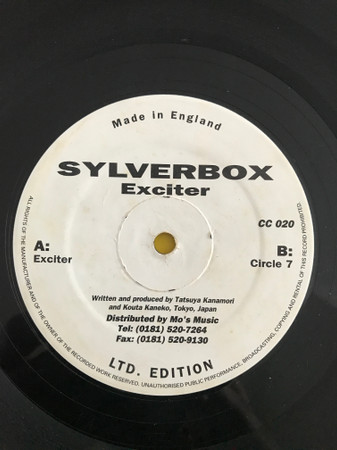 Made in England
SYLVERBOX
Exciter
CC 020
A:
Exciter
B:
Circle 7
Written and produced by Tatsuya Kanamori
and Kouta Kaneko, Tokyo, Japan
Distributed by Mo's Music
Tel: (0181) 520-7264
Fax: (0181) 520-9130
LTD. EDITION
ALL RIGHTS OF THE MANUFACTURER AND OF THE OWNER OF THE RECORDED WORK RESERVED. UNAUTHORISED PUBLIC PERFORMANCE, BROADCASTING, COPYING AND RENTAL OF THIS RECORD PROHIBITED.